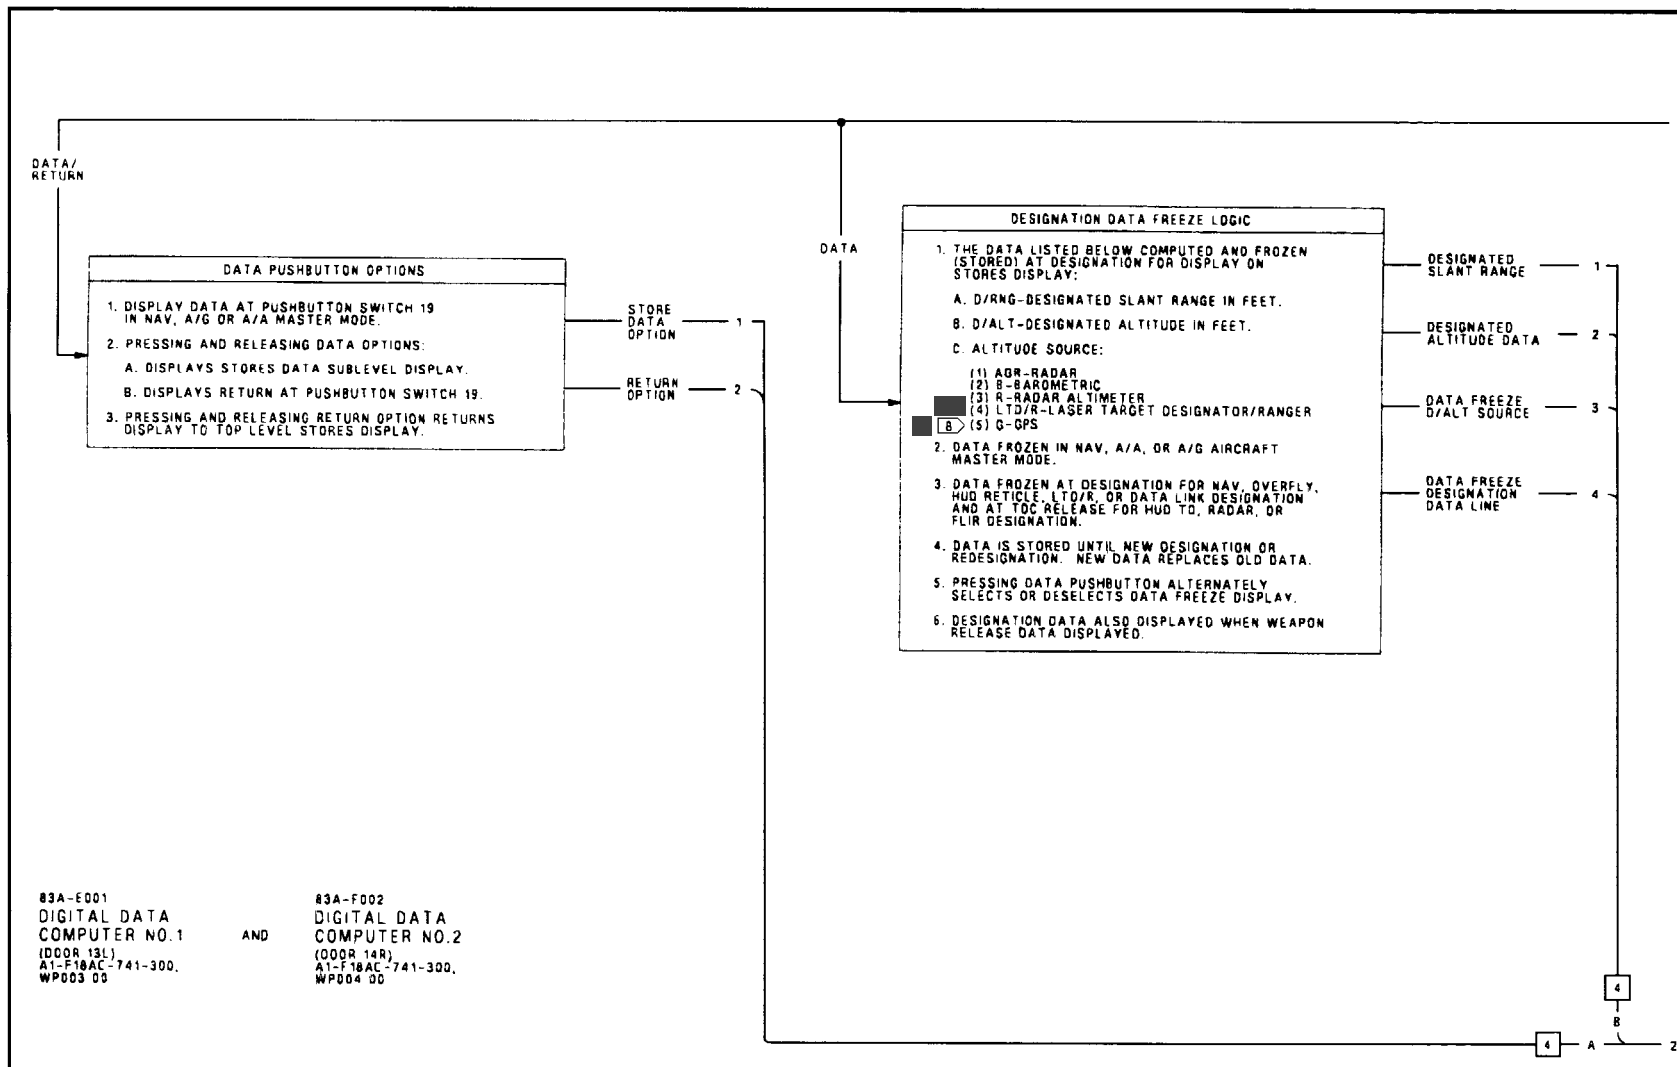 DATA/
RETURN
DATA PUSHBUTTON OPTIONS
1. DISPLAY DATA AT PUSHBUTTON SWITCH 19
IN NAV, A/G OR A/A MASTER MODE.
2. PRESSING AND RELEASING DATA OPTIONS:
A. DISPLAYS STORES DATA SUBLEVEL DISPLAY.
B. DISPLAYS RETURN AT PUSHBUTTON SWITCH 19.
3. PRESSING AND RELEASING RETURN OPTION RETURNS
DISPLAY TO TOP LEVEL STORES DISPLAY.
STORE
DATA
OPTION
1
RETURN
OPTION
2
DATA
DESIGNATION DATA FREEZE LOGIC
1. THE DATA LISTED BELOW COMPUTED AND FROZEN
(STORED) AT DESIGNATION FOR DISPLAY ON
STORES DISPLAY:
A. D/RNG-DESIGNATED SLANT RANGE IN FEET.
B. D/ALT-DESIGNATED ALTITUDE IN FEET.
C. ALTITUDE SOURCE:
(1) AGR-RADAR
(2) B-BAROMETRIC
(3) R-RADAR ALTIMETER
(4) LTD/R-LASER TARGET DESIGNATOR/RANGER
8 (5) G-GPS
2. DATA FROZEN IN NAV, A/A, OR A/G AIRCRAFT
MASTER MODE.
3. DATA FROZEN AT DESIGNATION FOR NAV, OVERFLY,
HUD RETICLE, LTD/R, OR DATA LINK DESIGNATION
AND AT TDC RELEASE FOR HUD TD, RADAR, OR
FLIR DESIGNATION.
4. DATA IS STORED UNTIL NEW DESIGNATION OR
REDESIGNATION. NEW DATA REPLACES OLD DATA.
5. PRESSING DATA PUSHBUTTON ALTERNATELY
SELECTS OR DESELECTS DATA FREEZE DISPLAY.
6. DESIGNATION DATA ALSO DISPLAYED WHEN WEAPON
RELEASE DATA DISPLAYED.
DESIGNATED
SLANT RANGE
1
DESIGNATED
ALTITUDE DATA
2
DATA FREEZE
D/ALT SOURCE
3
DATA FREEZE
DESIGNATION
DATA LINE
4
83A-E001
DIGITAL DATA
COMPUTER NO.1
(DOOR 13L)
A1-F18AC-741-300,
WP003 00
AND
83A-F002
DIGITAL DATA
COMPUTER NO.2
(DOOR 14R)
A1-F18AC-741-300,
WP004 00
4
B
4
A
2